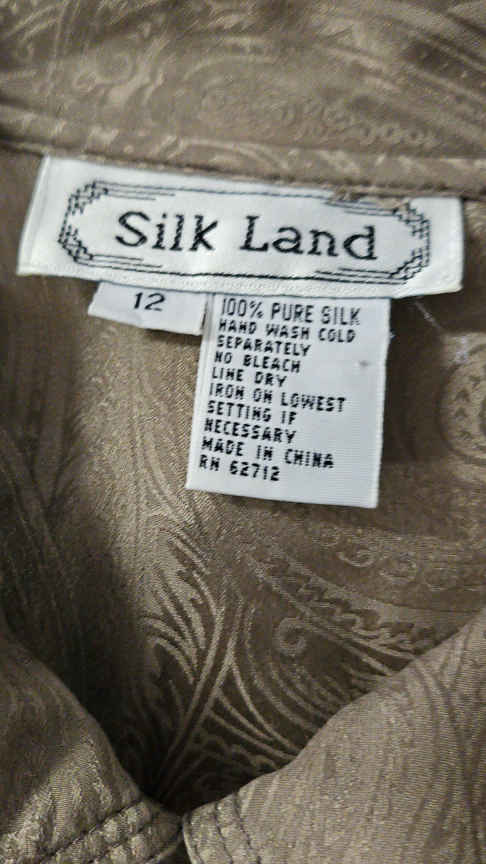 Silk Land
12
100% PURE SILK
HAND WASH COLD
SEPARATELY
NO BLEACH
LINE DRY
IRON ON LOWEST
SETTING IF
NECESSARY
MADE IN CHINA
RN 62712